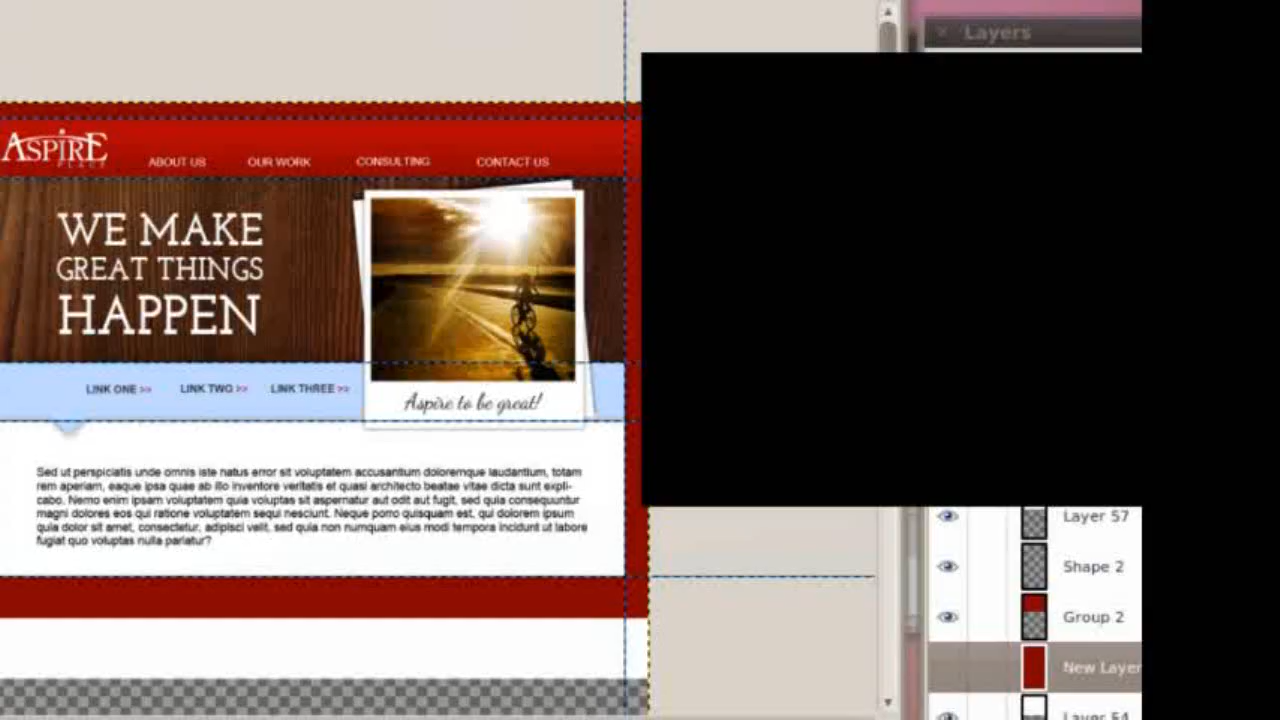 Layers
ASPIRE
PLACE
ABOUT US OUR WORK CONSULTING CONTACT US
WE MAKE
GREAT THINGS
HAPPEN
LINK ONE >> LINK TWO >> LINK THREE >>
Aspire to be great!
Sed ut perspiciatis unde omnis iste natus error sit voluptatem accusantium doloremque laudantium, totam
rem aperiam, eaque ipsa quae ab illo inventore veritatis et quasi architecto beatae vitae dicta sunt expli-
cabo. Nemo enim ipsam voluptatem quia voluptas sit aspernatur aut odit aut fugit, sed quia consequuntur
magni dolores eos qui ratione voluptatem sequi nesciunt. Neque porro quisquam est, qui dolorem ipsum
quia dolor sit amet, consectetur, adipisci velit, sed quia non numquam eius modi tempora incidunt ut labore
fugiat quo voluptas nulla pariatur?
Layer 57
Shape 2
Group 2
New Layer
Layer 54